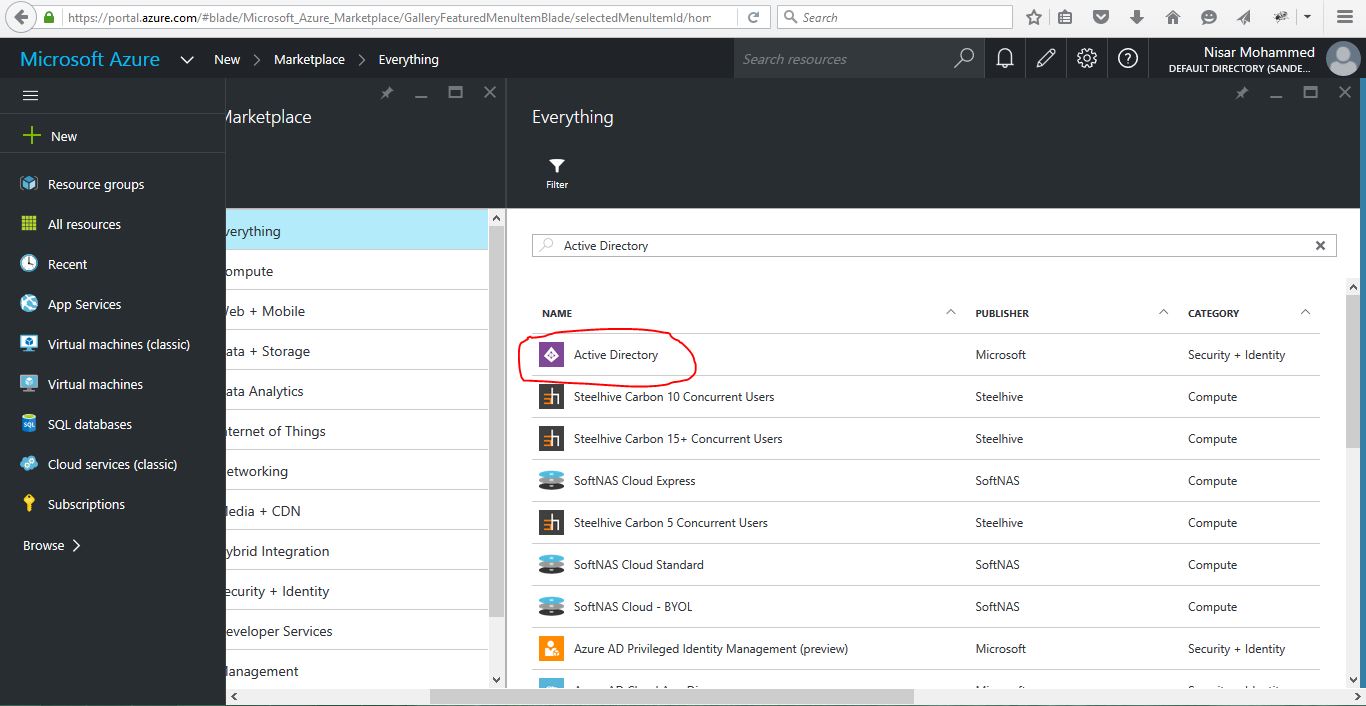 https://portal.azure.com/#blade/Microsoft_Azure_Marketplace/GalleryFeaturedMenuItemBlade/selectedMenuItemId/hom
Search
Microsoft Azure
New
Marketplace
Everything
Search resources
Nisar Mohammed
DEFAULT DIRECTORY (SANDE...
New
Resource groups
All resources
Recent
App Services
Virtual machines (classic)
Virtual machines
SQL databases
Cloud services (classic)
Subscriptions
Browse
Marketplace
verything
ompute
Web + Mobile
ata + Storage
ata Analytics
nternet of Things
etworking
Media + CDN
ybrid Integration
ecurity + Identity
eveloper Services
Management
Everything
Filter
Active Directory
NAME PUBLISHER CATEGORY
Active Directory Microsoft Security + Identity
Steelhive Carbon 10 Concurrent Users Steelhive Compute
Steelhive Carbon 15+ Concurrent Users Steelhive Compute
SoftNAS Cloud Express SoftNAS Compute
Steelhive Carbon 5 Concurrent Users Steelhive Compute
SoftNAS Cloud Standard SoftNAS Compute
SoftNAS Cloud - BYOL SoftNAS Compute
Azure AD Privileged Identity Management (preview) Microsoft Security + Identity